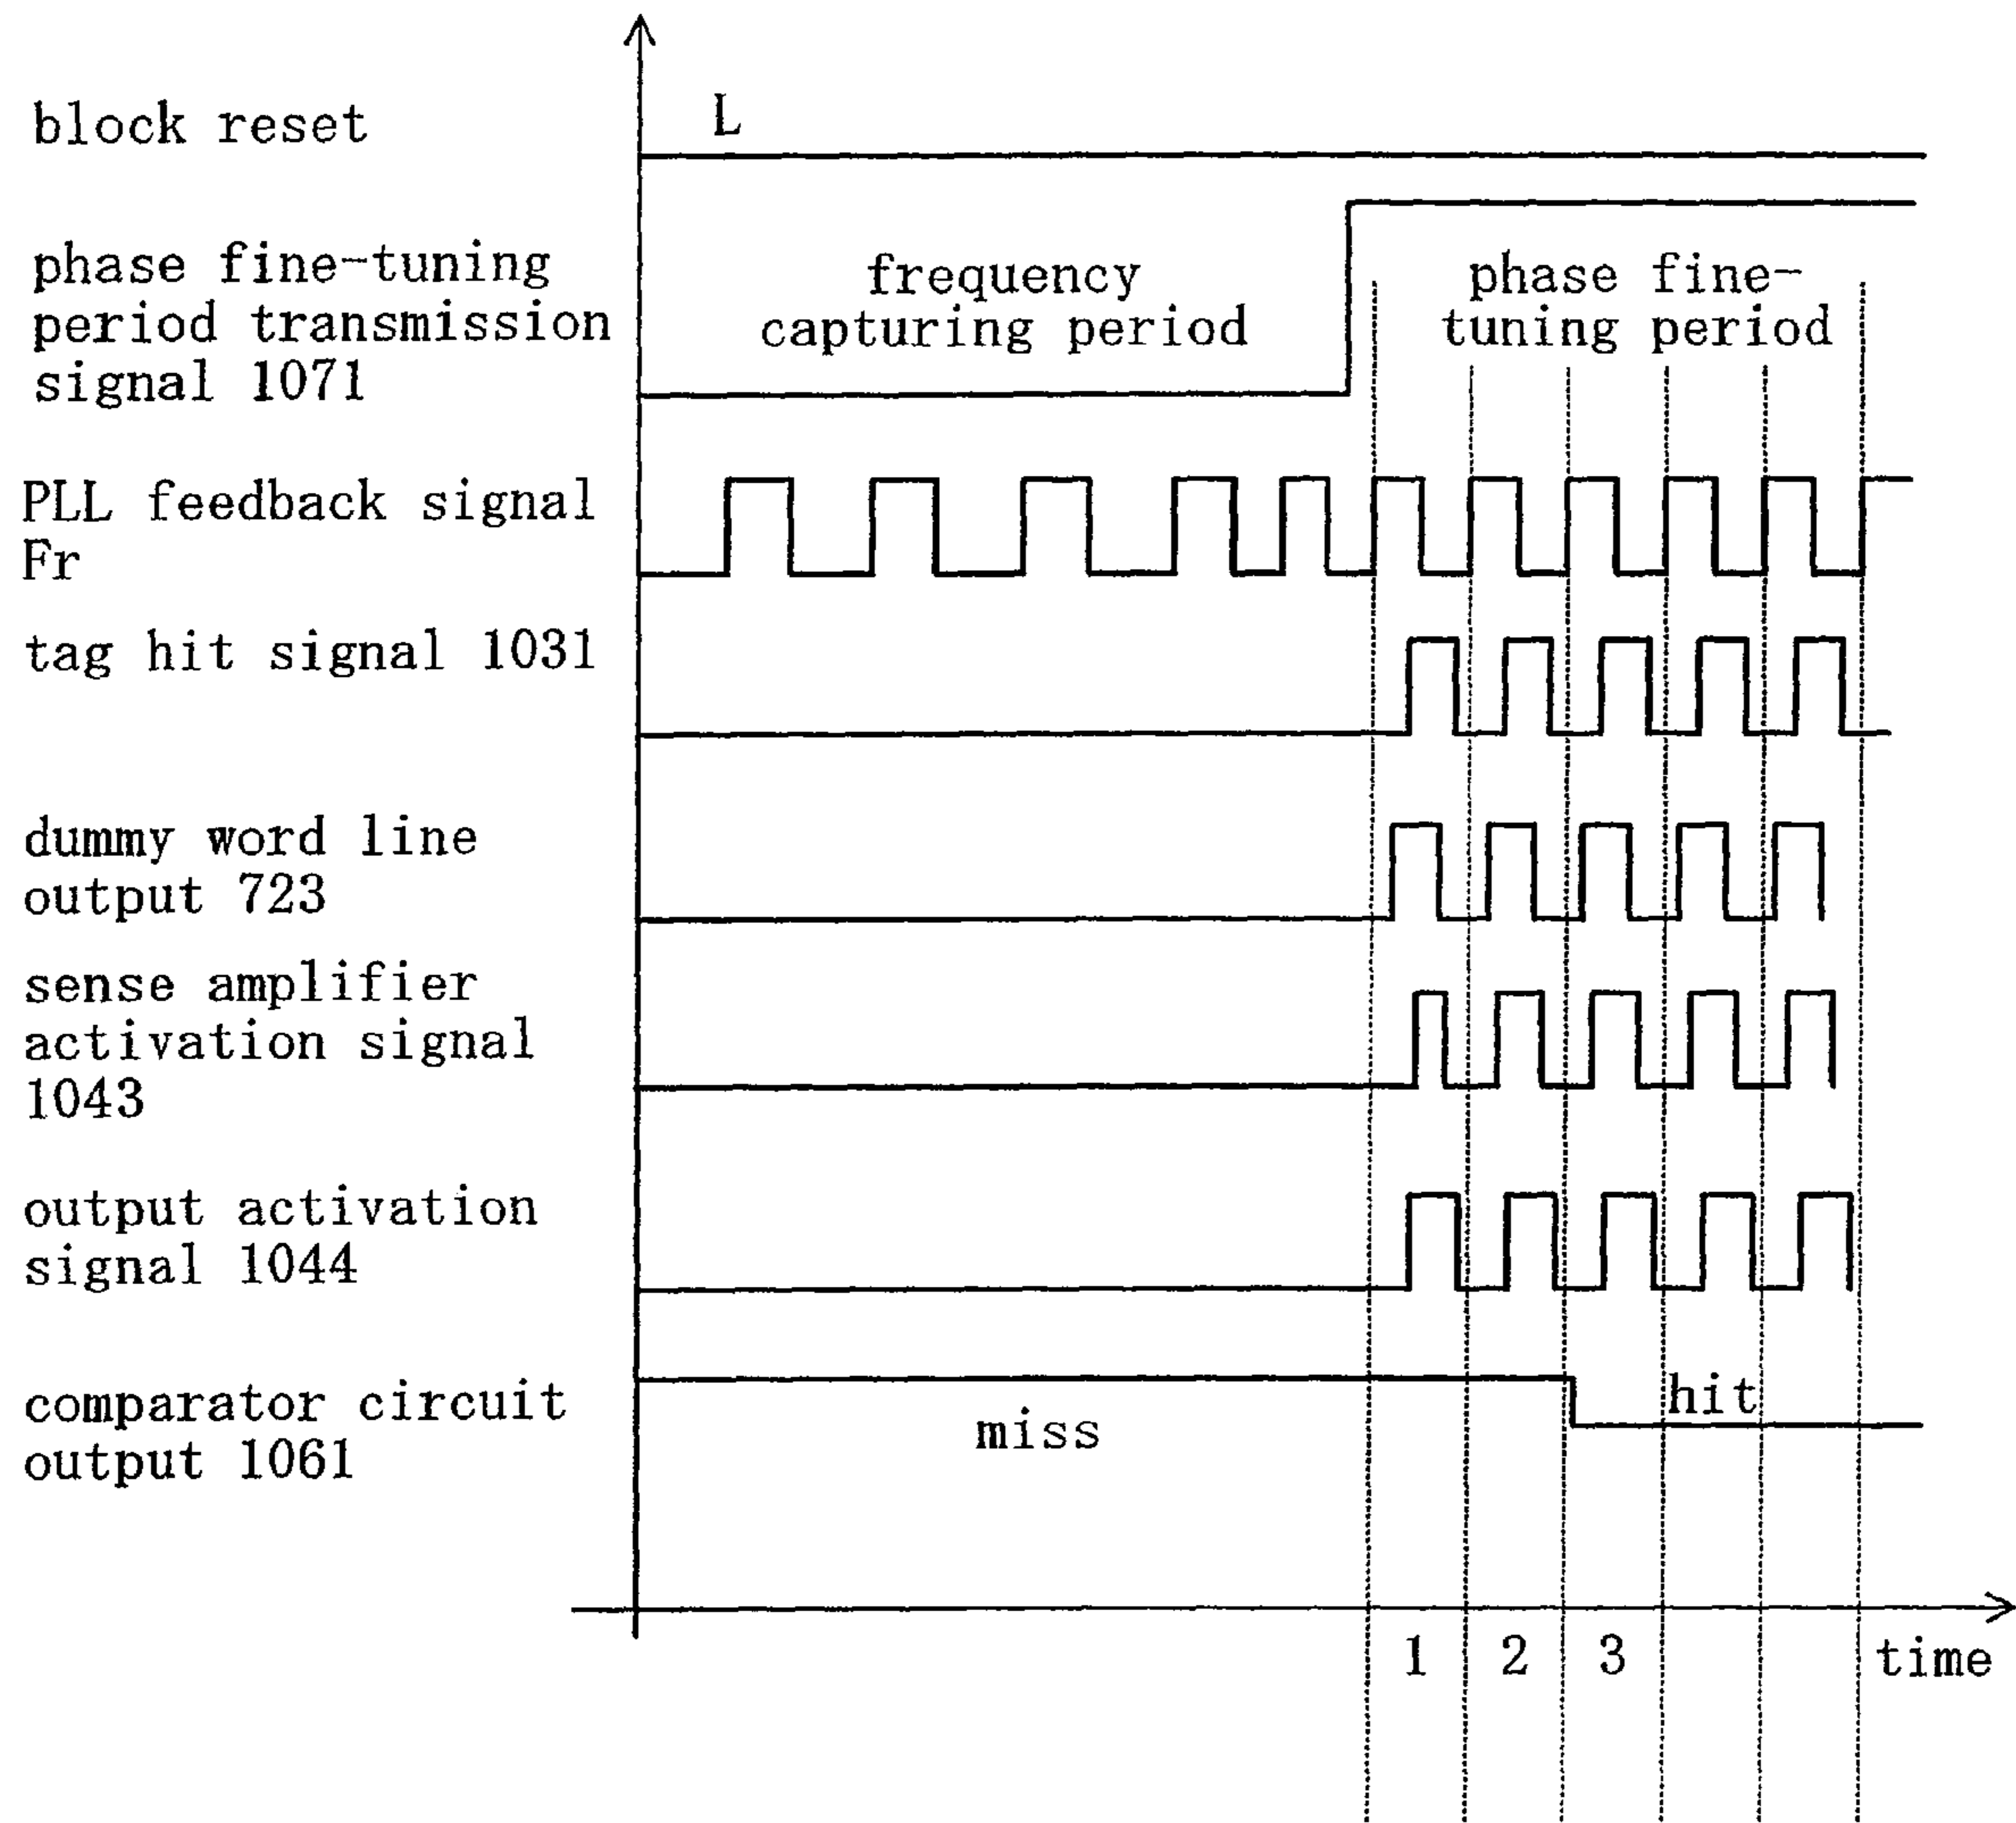 block reset
L
phase fine-tuning
period transmission
signal 1071
frequency
capturing period
phase fine-
tuning period
PLL feedback signal
Fr
tag hit signal 1031
dummy word line
output 723
sense amplifier
activation signal
1043
output activation
signal 1044
comparator circuit
output 1061
miss
hit
1 2 3 time